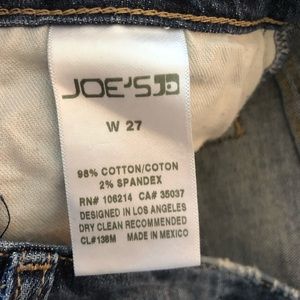 JOE'S
W 27
98% COTTON/COTON
2% SPANDEX
RN# 106214 CA# 35037
DESIGNED IN LOS ANGELES
DRY CLEAN RECOMMENDED
CL#138M MADE IN MEXICO